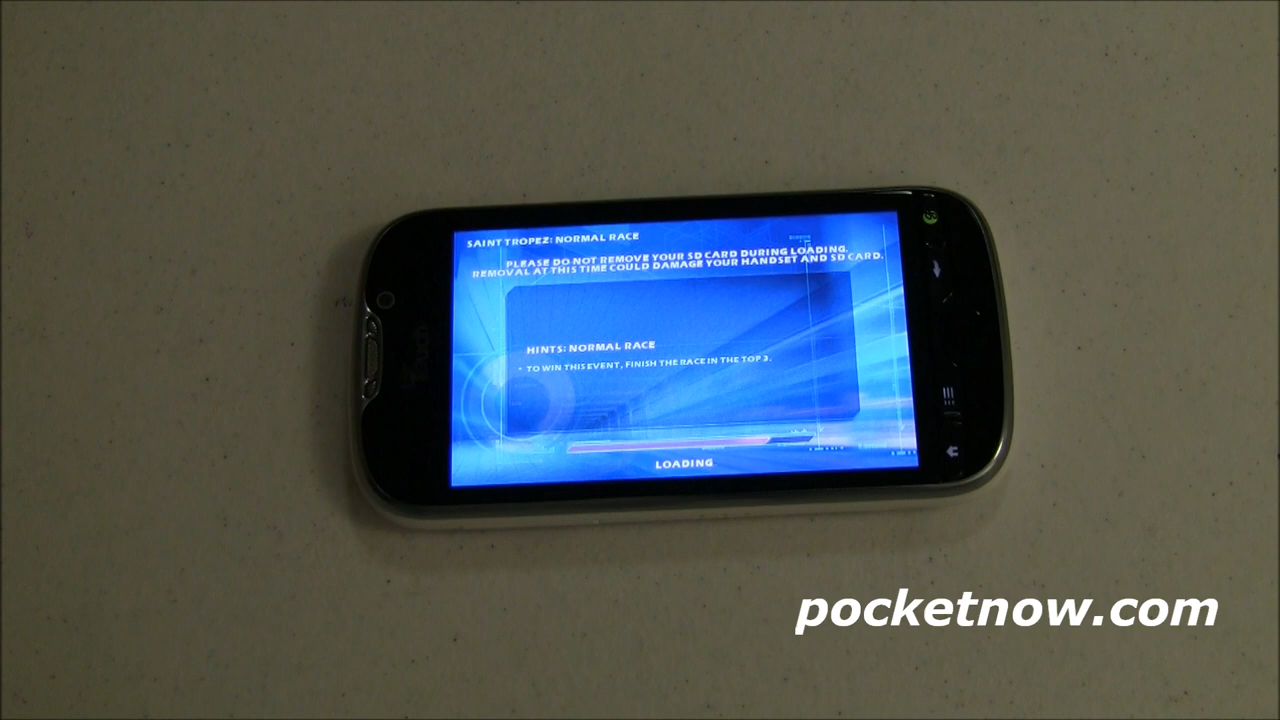 SAINT TROPEZ: NORMAL RACE
PLEASE DO NOT REMOVE YOUR SD CARD DURING LOADING.
REMOVAL AT THIS TIME COULD DAMAGE YOUR HANDSET AND SD CARD.
HINTS: NORMAL RACE
• TO WIN THIS EVENT, FINISH THE RACE IN THE TOP 3.
LOADING
pocketnow.com